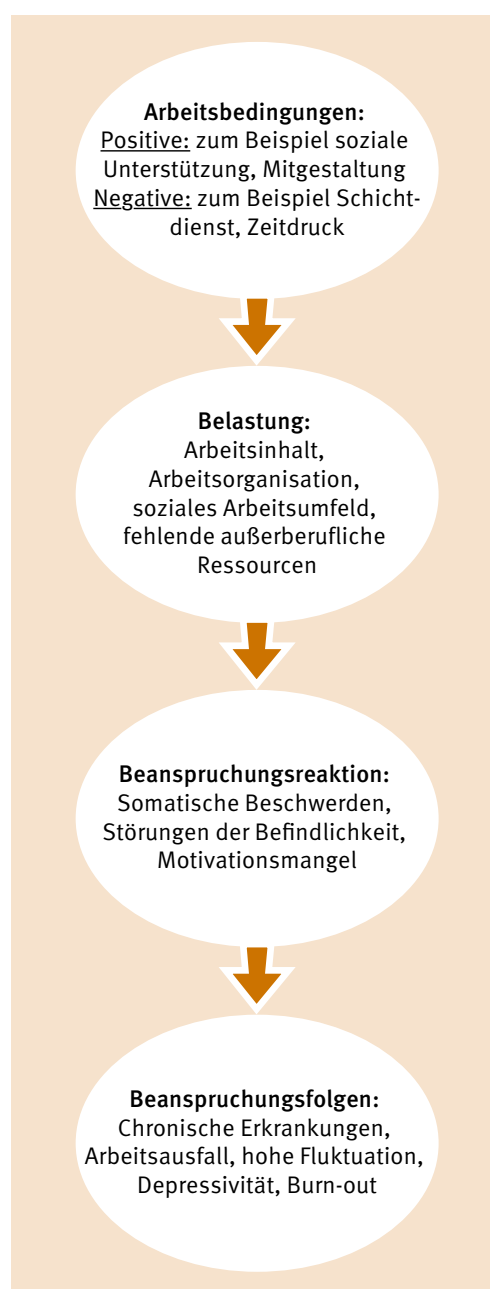 Arbeitsbedingungen:
Positive: zum Beispiel soziale
Unterstützung, Mitgestaltung
Negative: zum Beispiel Schicht-
dienst, Zeitdruck
Belastung:
Arbeitsinhalt,
Arbeitsorganisation,
soziales Arbeitsumfeld,
fehlende außerberufliche
Ressourcen
Beanspruchungsreaktion:
Somatische Beschwerden,
Störungen der Befindlichkeit,
Motivationsmangel
Beanspruchungsfolgen:
Chronische Erkrankungen,
Arbeitsausfall, hohe Fluktuation,
Depressivität, Burn-out